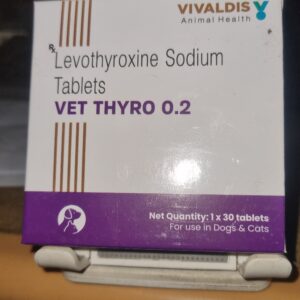 VIVALDIS
Animal Health
Rx
Levothyroxine Sodium
Tablets
VET THYRO 0.2
Net Quantity: 1 x 30 tablets
For use in Dogs & Cats